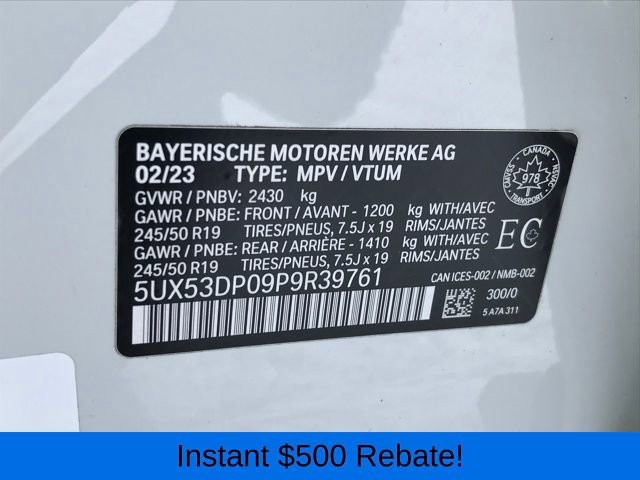 BAYERISCHE MOTOREN WERKE AG
02/23 TYPE: MPV / VTUM
GVWR / PNBV: 2430 kg
GAWR / PNBE: FRONT / AVANT - 1200 kg WITH/AVEC
245/50 R19 TIRES/PNEUS, 7.5J x 19 RIMS/JANTES
GAWR / PNBE: REAR / ARRIÈRE - 1410 kg WITH/AVEC
245/50 R19 TIRES/PNEUS, 7.5J x 19 RIMS/JANTES
5UX53DP09P9R39761
CANADA
CMVSS 978 NSVAC
TRANSPORT
EC
CAN ICES-002 / NMB-002
300/0
5 A7A 311
Instant $500 Rebate!